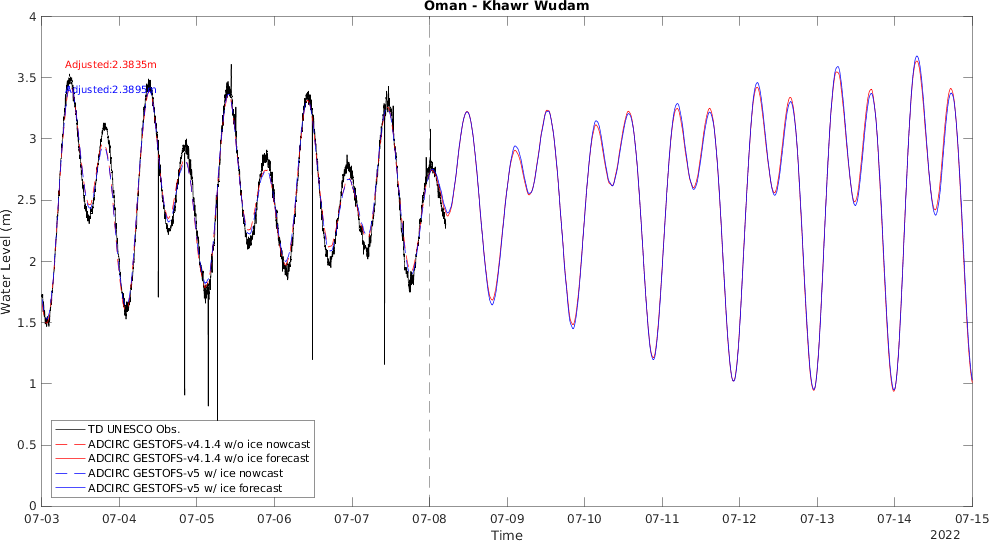 Oman - Khawr Wudam
Water Level (m)
4
3.5
3
2.5
2
1.5
1
0.5
0
Adjusted:2.3835m
Adjusted:2.3895m
TD UNESCO Obs.
ADCIRC GESTOFS-v4.1.4 w/o ice nowcast
ADCIRC GESTOFS-v4.1.4 w/o ice forecast
ADCIRC GESTOFS-v5 w/ ice nowcast
ADCIRC GESTOFS-v5 w/ ice forecast
07-03 07-04 07-05 07-06 07-07 07-08 07-09 07-10 07-11 07-12 07-13 07-14 07-15
Time
2022